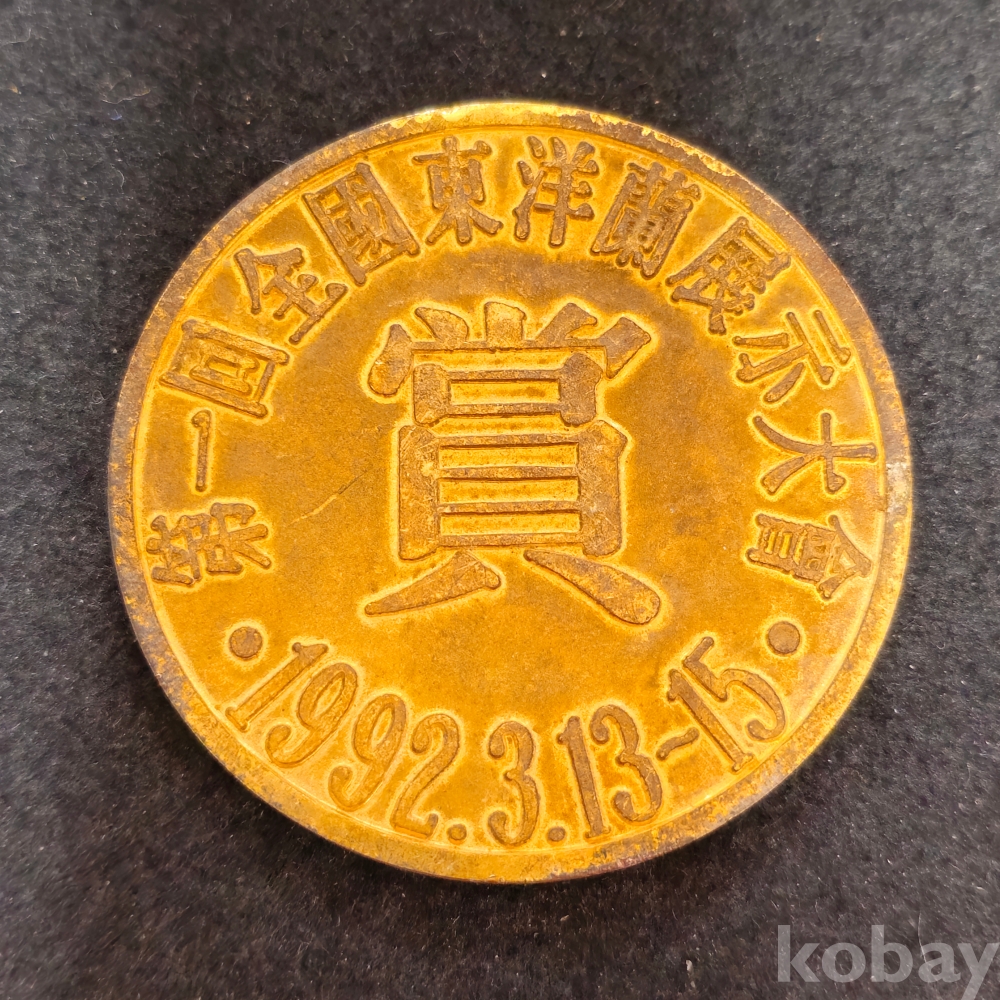 第一回全國東洋蘭展示大會
賞
·1992.3.13-15·
kobay